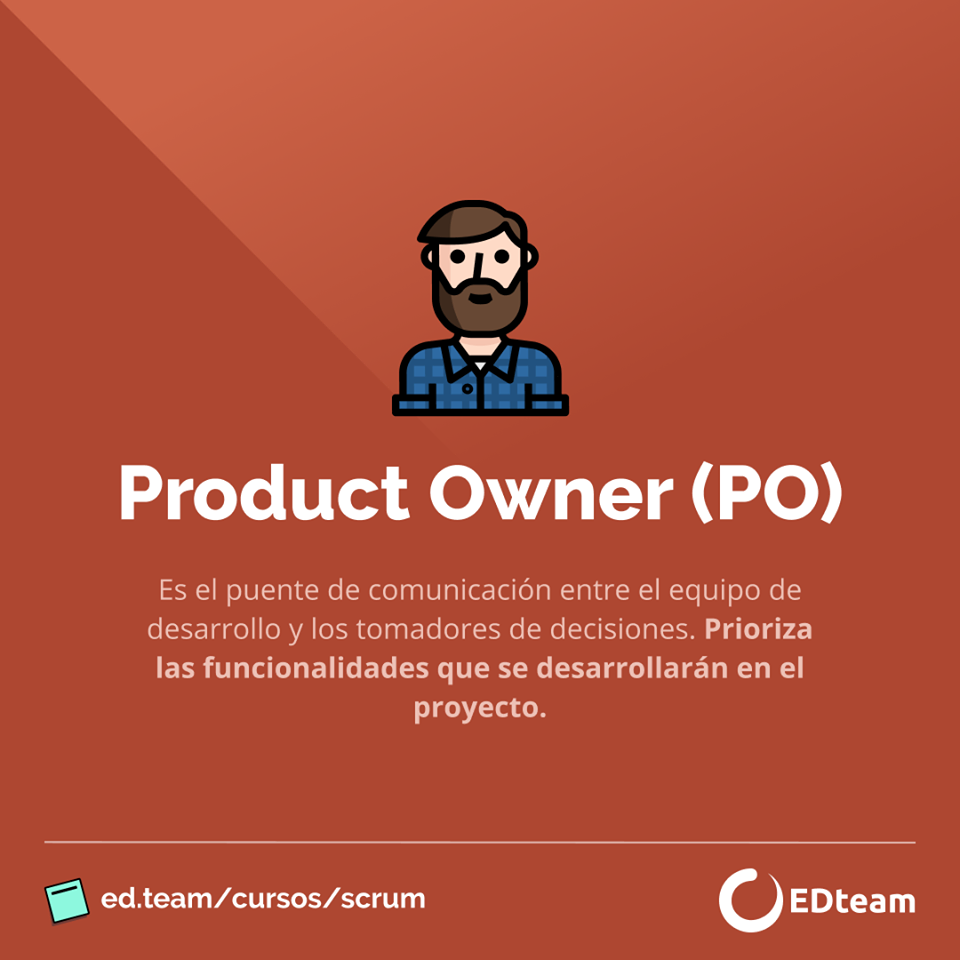 Product Owner (PO)
Es el puente de comunicación entre el equipo de
desarrollo y los tomadores de decisiones. Prioriza
las funcionalidades que se desarrollarán en el
proyecto.
ed.team/cursos/scrum
EDteam